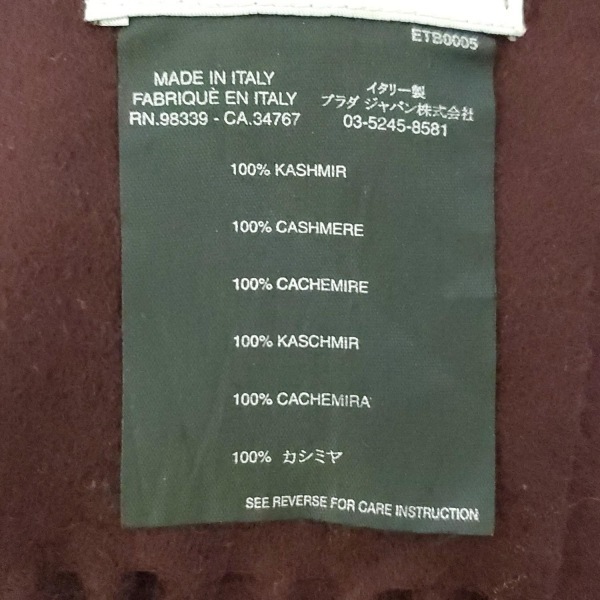 ETB0005
MADE IN ITALY
FABRIQUÈ EN ITALY
RN.98339 - CA.34767
イタリー製
プラダ ジャパン株式会社
03-5245-8581
100% KASHMIR
100% CASHMERE
100% CACHEMIRE
100% KASCHMIR
100% CACHEMIRA
100% カシミヤ
SEE REVERSE FOR CARE INSTRUCTION